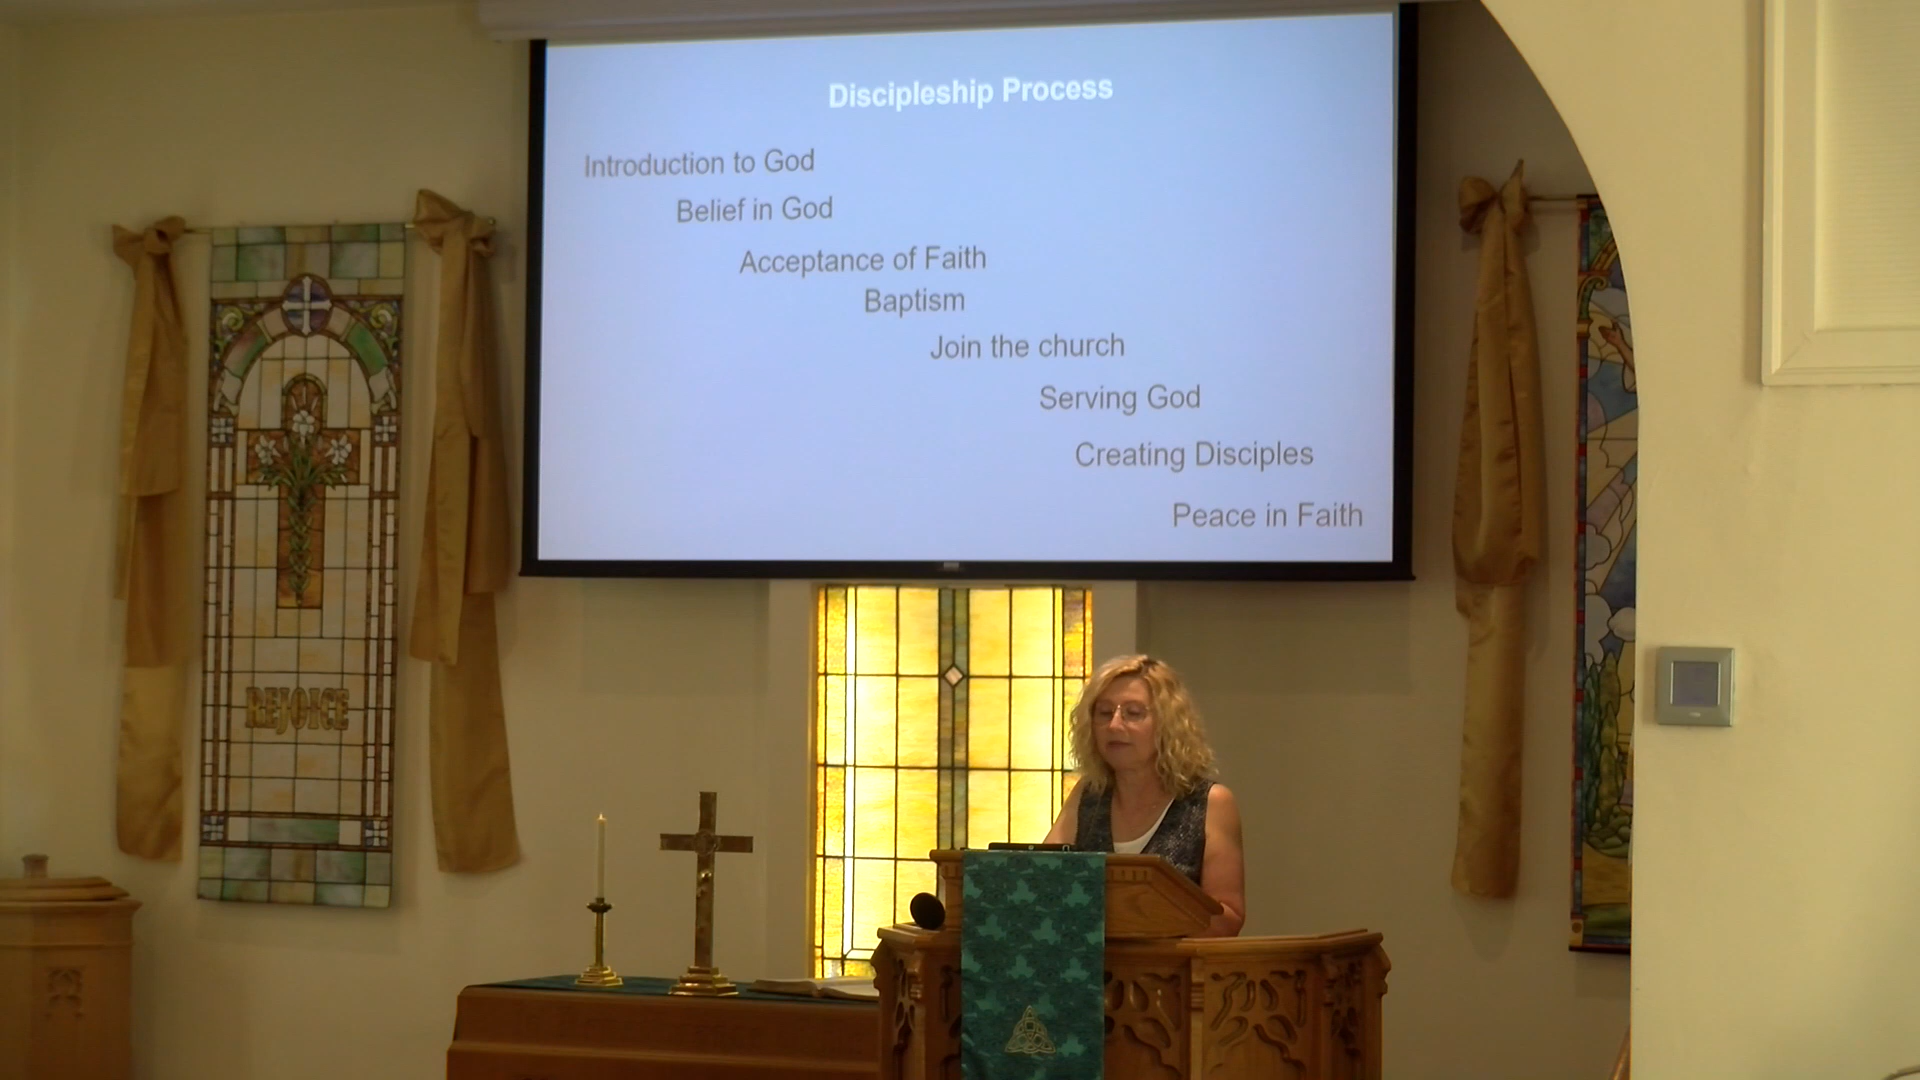 Discipleship Process
Introduction to God
Belief in God
Acceptance of Faith
Baptism
Join the church
Serving God
Creating Disciples
Peace in Faith
REJOICE